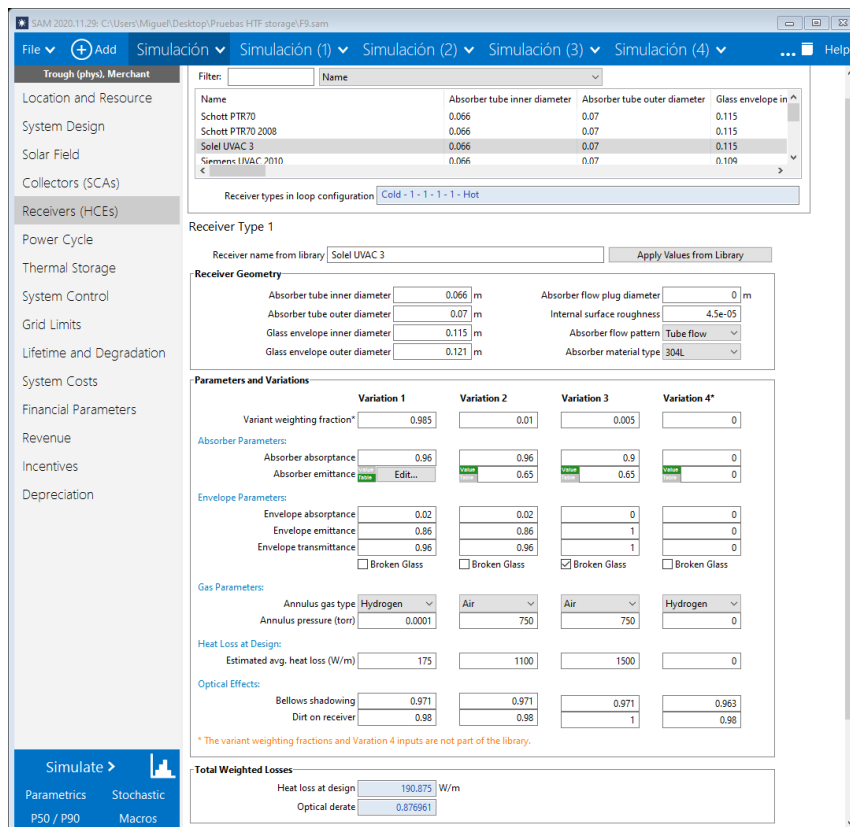 SAM 2020.11.29: C:\Users\Miguel\Desktop\Pruebas HTF storage\F9.sam
File Add Simulación Simulación (1) Simulación (2) Simulación (3) Simulación (4) ... Help
Trough (phys), Merchant
Location and Resource
System Design
Solar Field
Collectors (SCAs)
Receivers (HCEs)
Power Cycle
Thermal Storage
System Control
Grid Limits
Lifetime and Degradation
System Costs
Financial Parameters
Revenue
Incentives
Depreciation
Simulate >
Parametrics Stochastic
P50 / P90 Macros
Filter: Name
Name Absorber tube inner diameter Absorber tube outer diameter Glass envelope in
Schott PTR70 0.066 0.07 0.115
Schott PTR70 2008 0.066 0.07 0.115
Solel UVAC 3 0.066 0.07 0.115
Siemens UVAC 2010 0.066 0.07 0.109
Receiver types in loop configuration Cold - 1 - 1 - 1 - 1 - Hot
Receiver Type 1
Receiver name from library Solel UVAC 3 Apply Values from Library
Receiver Geometry
Absorber tube inner diameter 0.066 m Absorber flow plug diameter 0 m
Absorber tube outer diameter 0.07 m Internal surface roughness 4.5e-05
Glass envelope inner diameter 0.115 m Absorber flow pattern Tube flow
Glass envelope outer diameter 0.121 m Absorber material type 304L
Parameters and Variations
Variation 1 Variation 2 Variation 3 Variation 4*
Variant weighting fraction* 0.985 0.01 0.005 0
Absorber Parameters:
Absorber absorptance 0.96 0.96 0.9 0
Absorber emittance Value Table Edit... Value Table 0.65 Value Table 0.65 Value Table 0
Envelope Parameters:
Envelope absorptance 0.02 0.02 0 0
Envelope emittance 0.86 0.86 1 0
Envelope transmittance 0.96 0.96 1 0
Broken Glass Broken Glass Broken Glass Broken Glass
Gas Parameters:
Annulus gas type Hydrogen Air Air Hydrogen
Annulus pressure (torr) 0.0001 750 750 0
Heat Loss at Design:
Estimated avg. heat loss (W/m) 175 1100 1500 0
Optical Effects:
Bellows shadowing 0.971 0.971 0.971 0.963
Dirt on receiver 0.98 0.98 1 0.98
* The variant weighting fractions and Varation 4 inputs are not part of the library.
Total Weighted Losses
Heat loss at design 190.875 W/m
Optical derate 0.876961